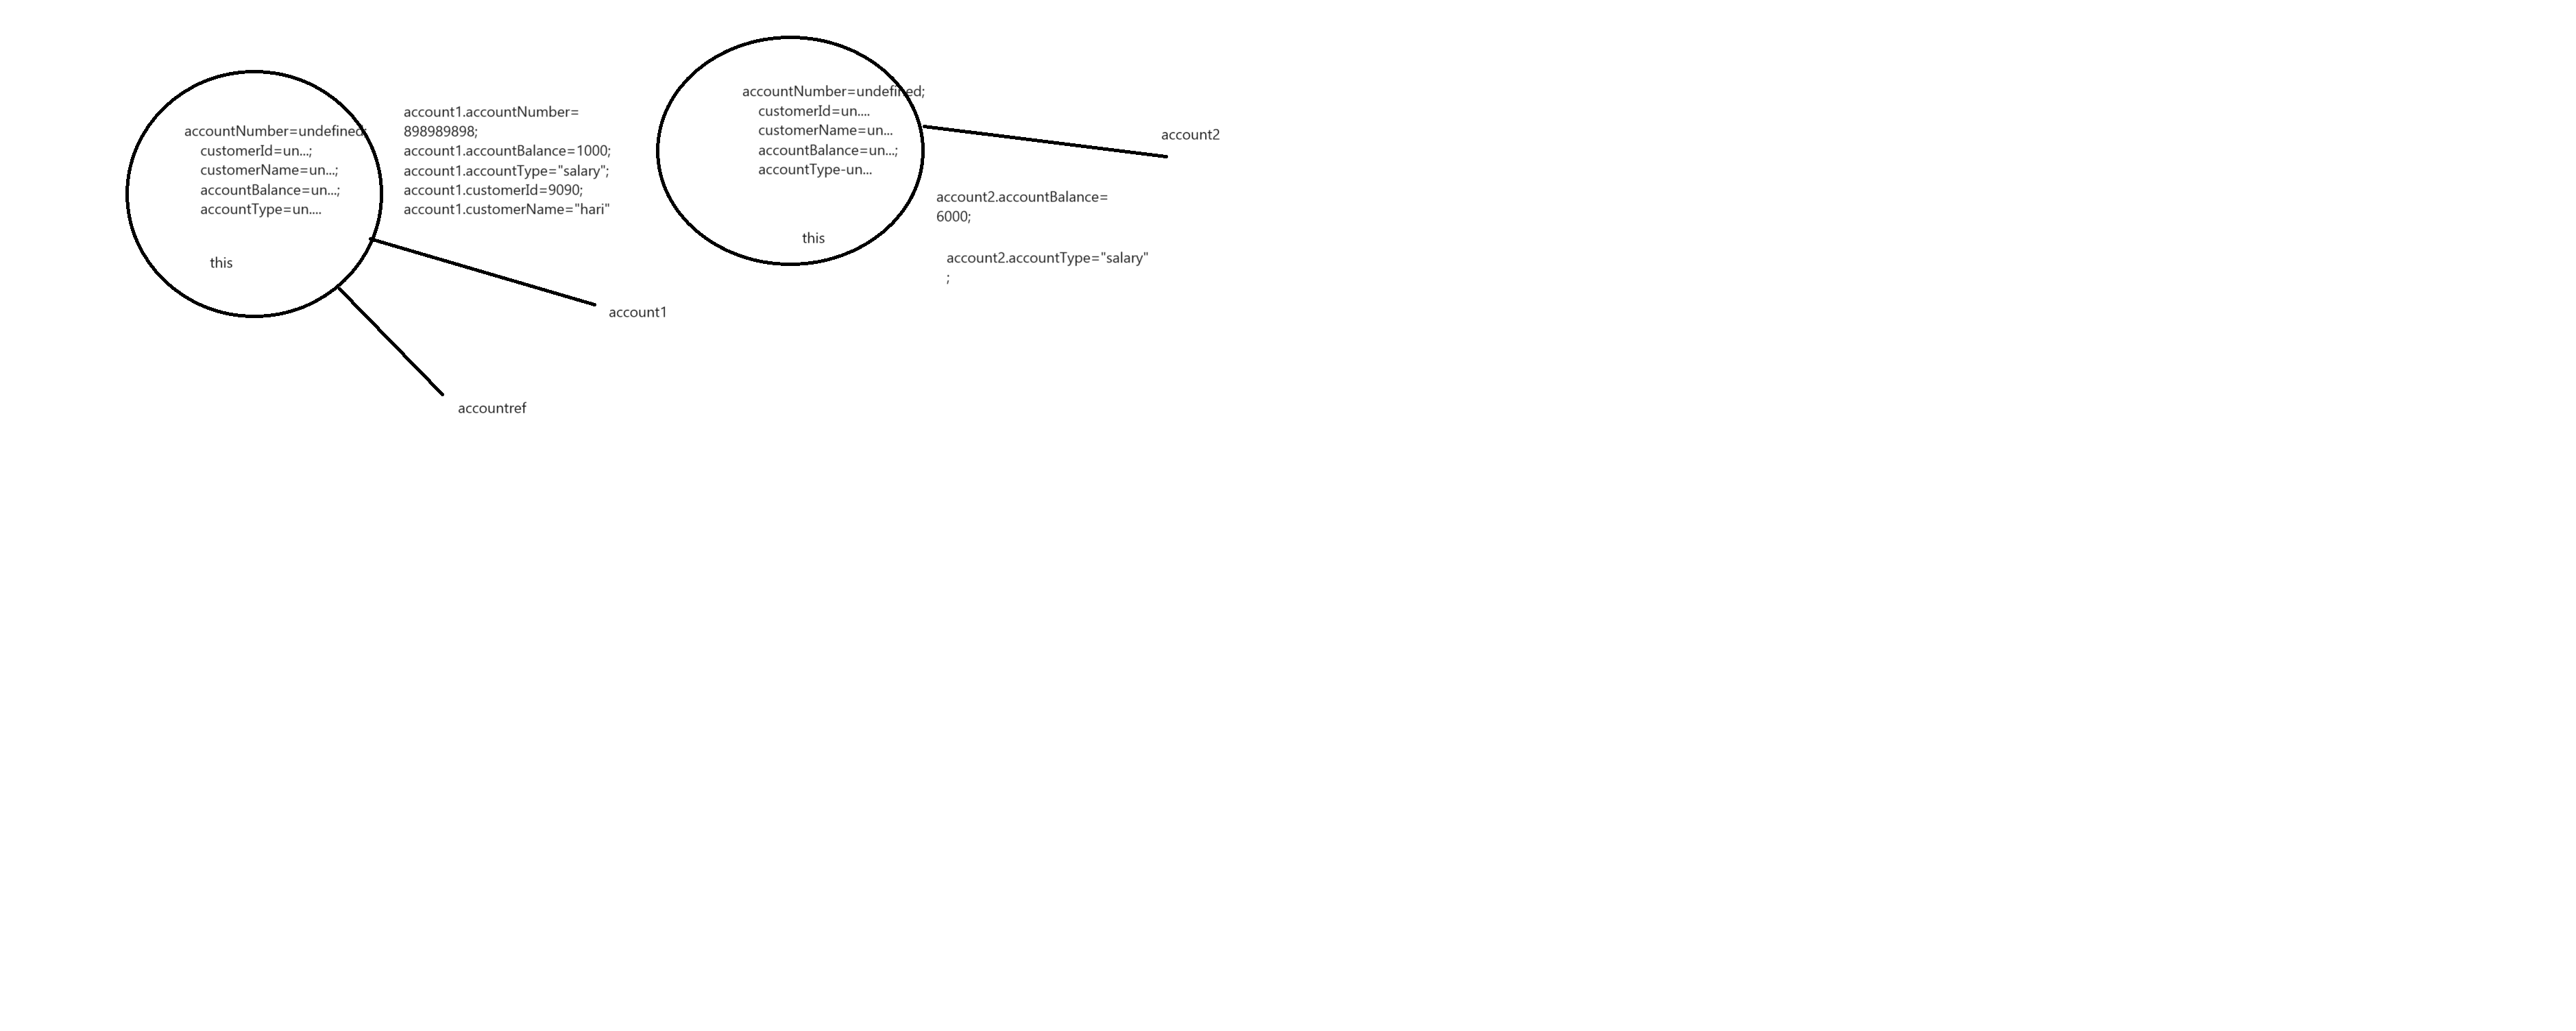 accountNumber=undefined;
customerId=un...;
customerName=un...;
accountBalance=un...;
accountType=un....
this
account1.accountNumber=
898989898;
account1.accountBalance=1000;
account1.accountType="salary";
account1.customerId=9090;
account1.customerName="hari"
account1
accountref
accountNumber=undefined;
customerId=un....
customerName=un...
accountBalance=un...;
accountType-un...
this
account2
account2.accountBalance=
6000;
account2.accountType="salary"
;